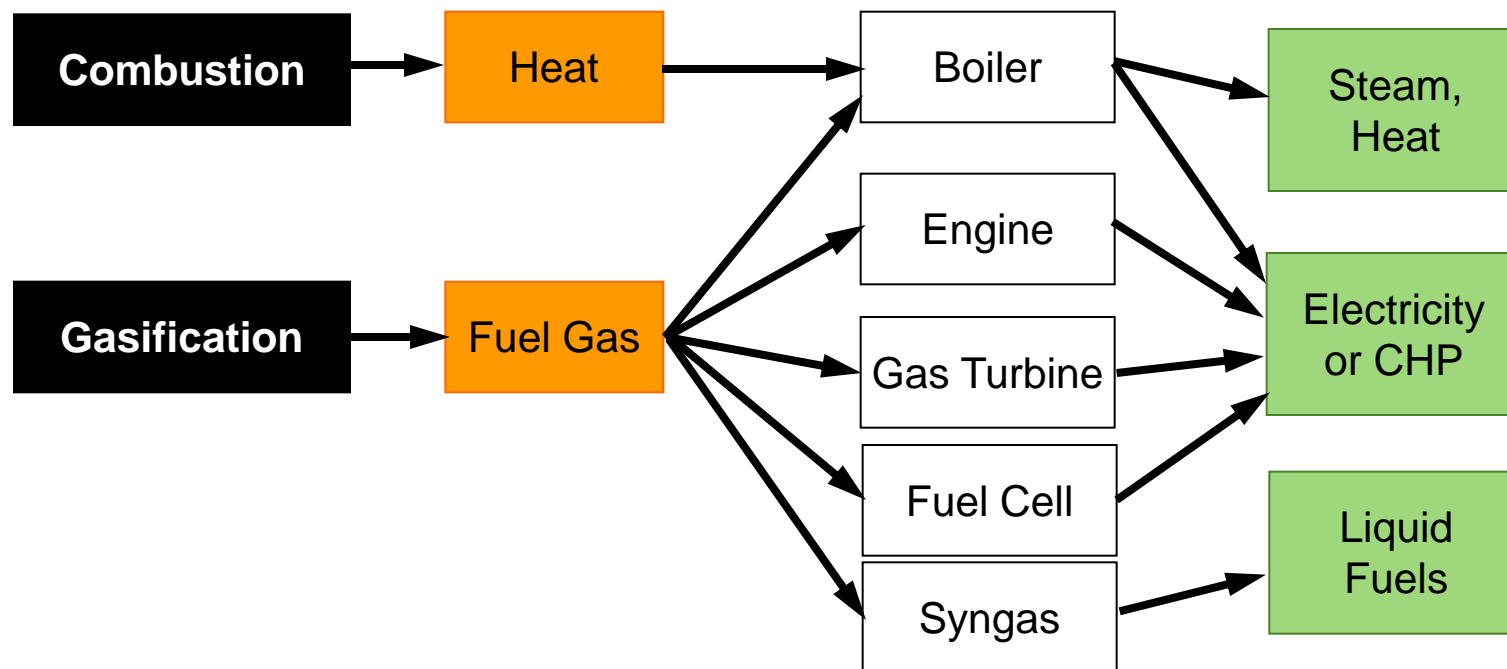 Combustion
Heat
Boiler
Steam,
Heat
Engine
Gasification
Fuel Gas
Electricity
or CHP
Gas Turbine
Fuel Cell
Liquid
Fuels
Syngas